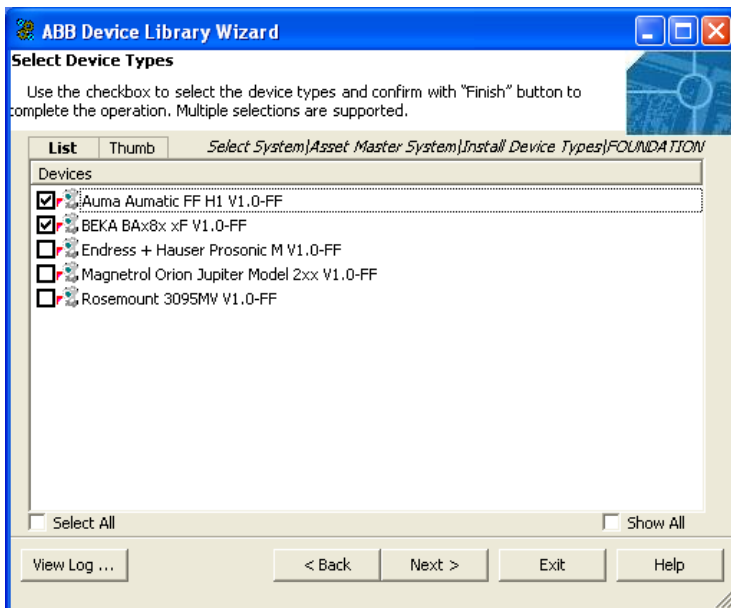 ABB Device Library Wizard
Select Device Types
Use the checkbox to select the device types and confirm with "Finish" button to
complete the operation. Multiple selections are supported.
List Thumb Select System|Asset Master System|Install Device Types|FOUNDATION
Devices
Auma Aumatic FF H1 V1.0-FF
BEKA BAx8x xF V1.0-FF
Endress + Hauser Prosonic M V1.0-FF
Magnetrol Orion Jupiter Model 2xx V1.0-FF
Rosemount 3095MV V1.0-FF
Select All Show All
View Log ... < Back Next > Exit Help